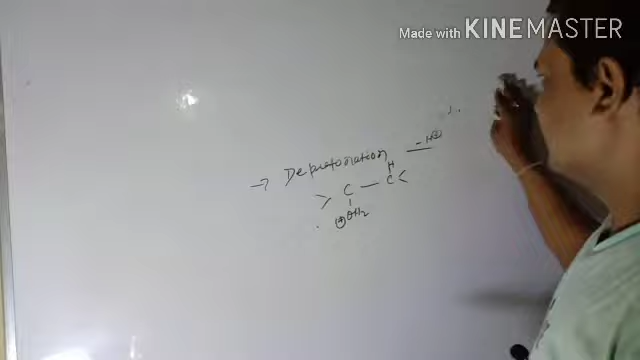 Made with KINEMASTER
→ Deprotonation - H⊕
H
> C — C <
⊕OH2